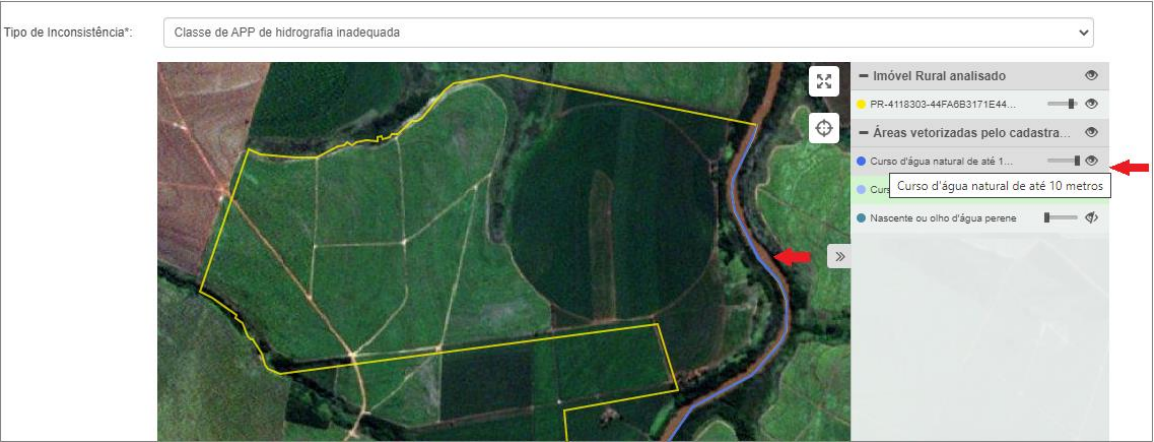 Tipo de Inconsistência*:
Classe de APP de hidrografia inadequada
Imóvel Rural analisado
PR-4118303-44FA6B3171E44...
Áreas vetorizadas pelo cadastra...
Curso d'água natural de até 1...
Curso d'água natural de até 10 metros
Nascente ou olho d'água perene